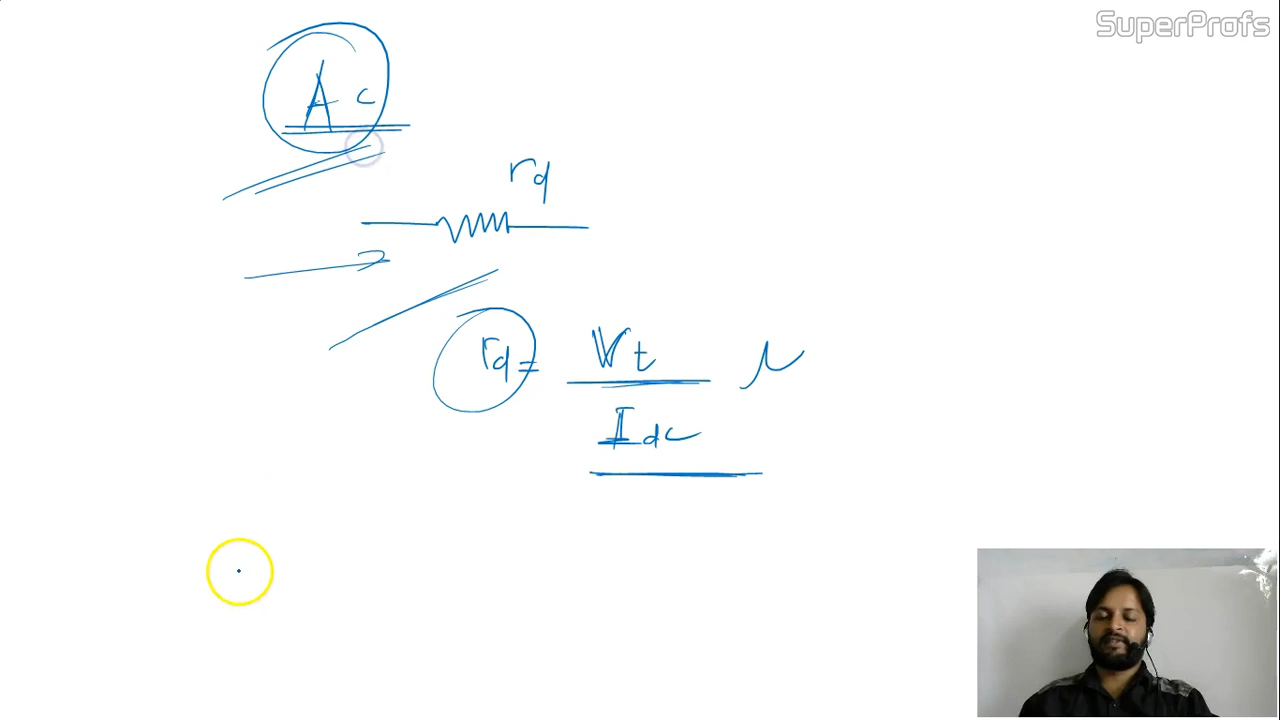 SuperProfs
Ac
rd
rd = Vt
Idc